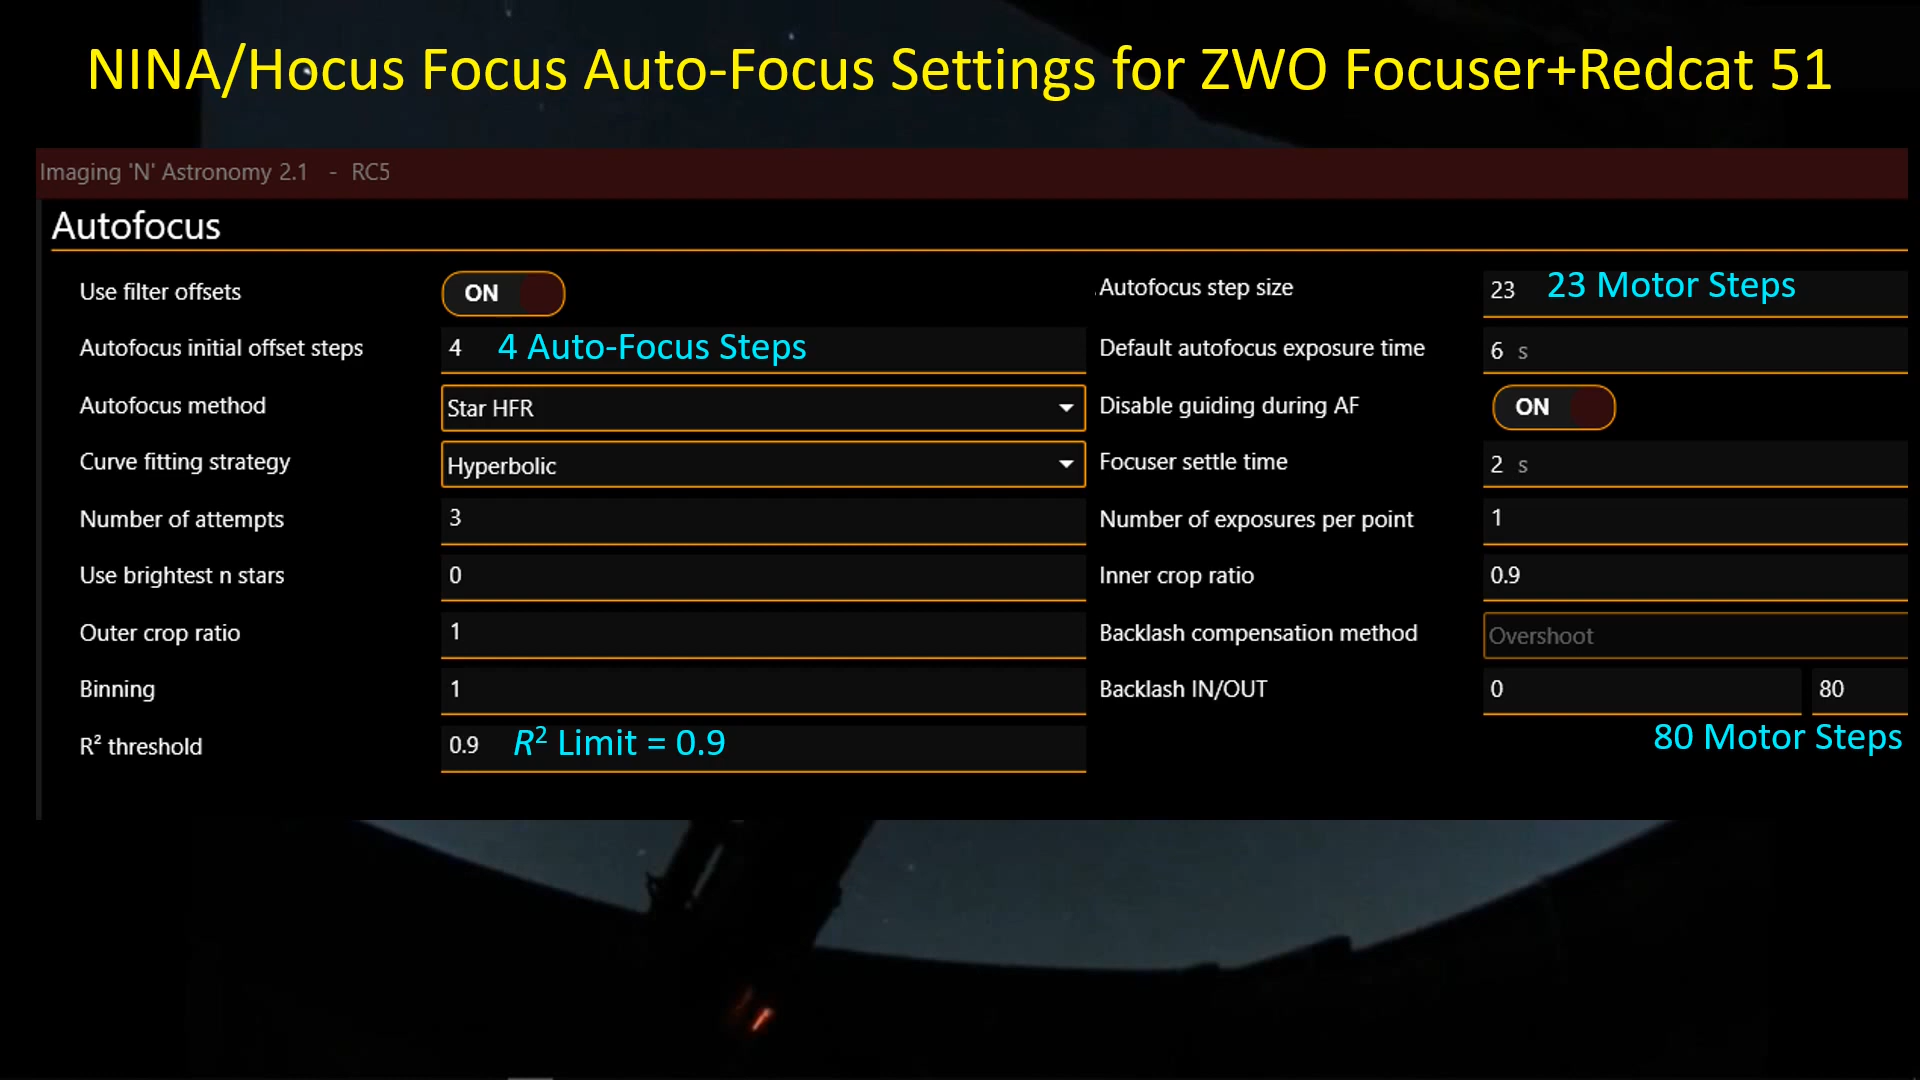 NINA/Hocus Focus Auto-Focus Settings for ZWO Focuser+Redcat 51
Imaging 'N' Astronomy 2.1 - RC5
Autofocus
Use filter offsets ON
Autofocus step size 23 23 Motor Steps
Autofocus initial offset steps 4 4 Auto-Focus Steps
Default autofocus exposure time 6 s
Autofocus method Star HFR
Disable guiding during AF ON
Curve fitting strategy Hyperbolic
Focuser settle time 2 s
Number of attempts 3
Number of exposures per point 1
Use brightest n stars 0
Inner crop ratio 0.9
Outer crop ratio 1
Backlash compensation method Overshoot
Binning 1
Backlash IN/OUT 0 80
80 Motor Steps
R² threshold 0.9 R² Limit = 0.9